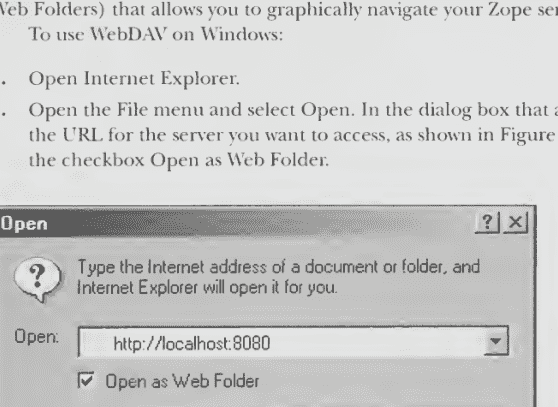 Web Folders) that allows you to graphically navigate your Zope ser
To use WebDAV on Windows:
. Open Internet Explorer.
. Open the File menu and select Open. In the dialog box that a
the URL for the server you want to access, as shown in Figure
the checkbox Open as Web Folder.
Open
? ×
? Type the Internet address of a document or folder, and
Internet Explorer will open it for you.
Open: http://localhost:8080
Open as Web Folder